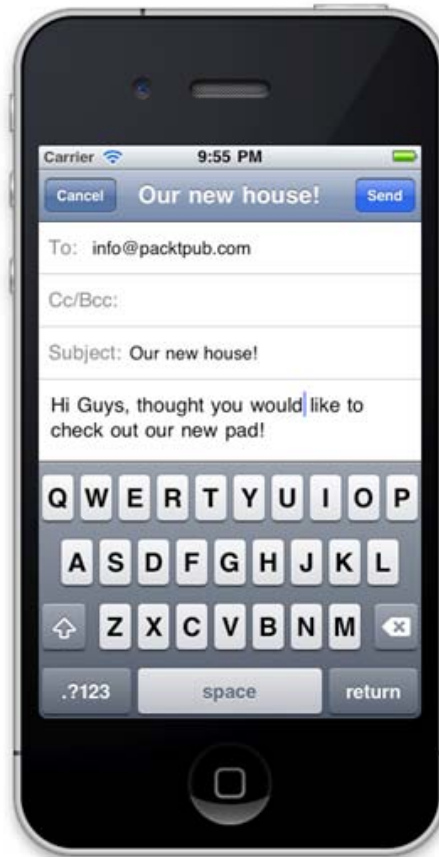 Carrier 9:55 PM
Cancel Our new house! Send
To: info@packtpub.com
Cc/Bcc:
Subject: Our new house!
Hi Guys, thought you would like to
check out our new pad!
Q W E R T Y U I O P
A S D F G H J K L
Z X C V B N M
.?123 space return